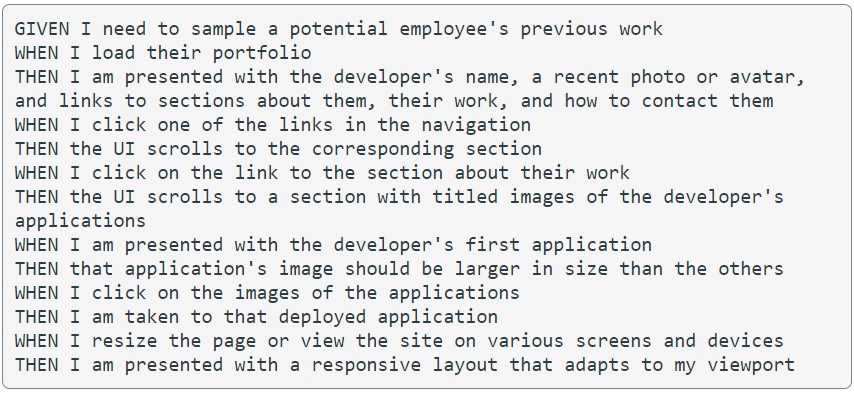 GIVEN I need to sample a potential employee's previous work
WHEN I load their portfolio
THEN I am presented with the developer's name, a recent photo or avatar,
and links to sections about them, their work, and how to contact them
WHEN I click one of the links in the navigation
THEN the UI scrolls to the corresponding section
WHEN I click on the link to the section about their work
THEN the UI scrolls to a section with titled images of the developer's
applications
WHEN I am presented with the developer's first application
THEN that application's image should be larger in size than the others
WHEN I click on the images of the applications
THEN I am taken to that deployed application
WHEN I resize the page or view the site on various screens and devices
THEN I am presented with a responsive layout that adapts to my viewport